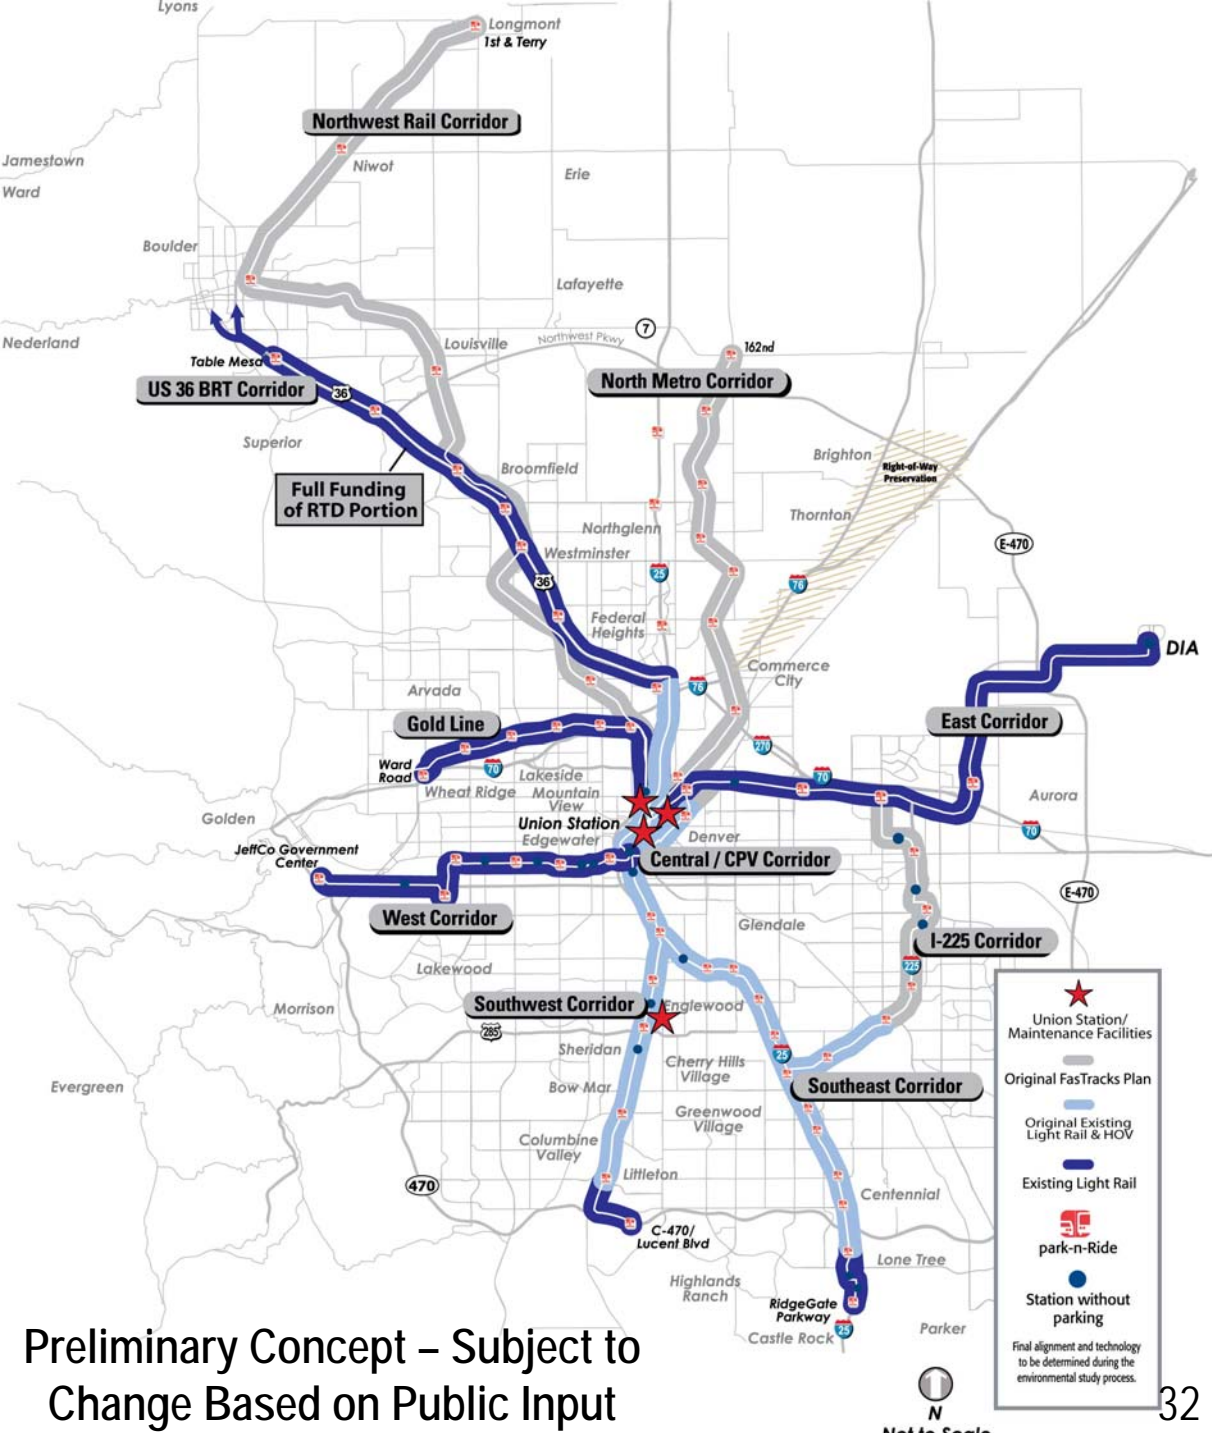 Lyons
Longmont
1st & Terry
Northwest Rail Corridor
Jamestown
Niwot
Erie
Ward
Boulder
Lafayette
7
Nederland
Northwest Pkwy
Louisville
162nd
Table Mesa
US 36 BRT Corridor
36
North Metro Corridor
Superior
Brighton
Right-of-Way
Preservation
Broomfield
Full Funding
of RTD Portion
Thornton
Northglenn
E-470
Westminster
25
36
76
Federal
Heights
DIA
Commerce
City
76
Arvada
Gold Line
East Corridor
270
Ward
Road
70
70
Lakeside
Wheat Ridge
Mountain
View
Aurora
Golden
Union Station
70
Edgewater
Denver
JeffCo Government
Center
Central / CPV Corridor
E-470
West Corridor
Glendale
I-225 Corridor
Lakewood
225
Southwest Corridor
Englewood
Morrison
285
Sheridan
25
Cherry Hills
Village
Evergreen
Bow Mar
Southeast Corridor
Greenwood
Village
Columbine
Valley
Littleton
470
Centennial
C-470/
Lucent Blvd
Lone Tree
Highlands
Ranch
RidgeGate
Parkway
25
Castle Rock
Parker
Union Station/
Maintenance Facilities
Original FasTracks Plan
Original Existing
Light Rail & HOV
Existing Light Rail
park-n-Ride
Station without
parking
Final alignment and technology
to be determined during the
environmental study process.
Preliminary Concept – Subject to
Change Based on Public Input
N
Not to Scale
32